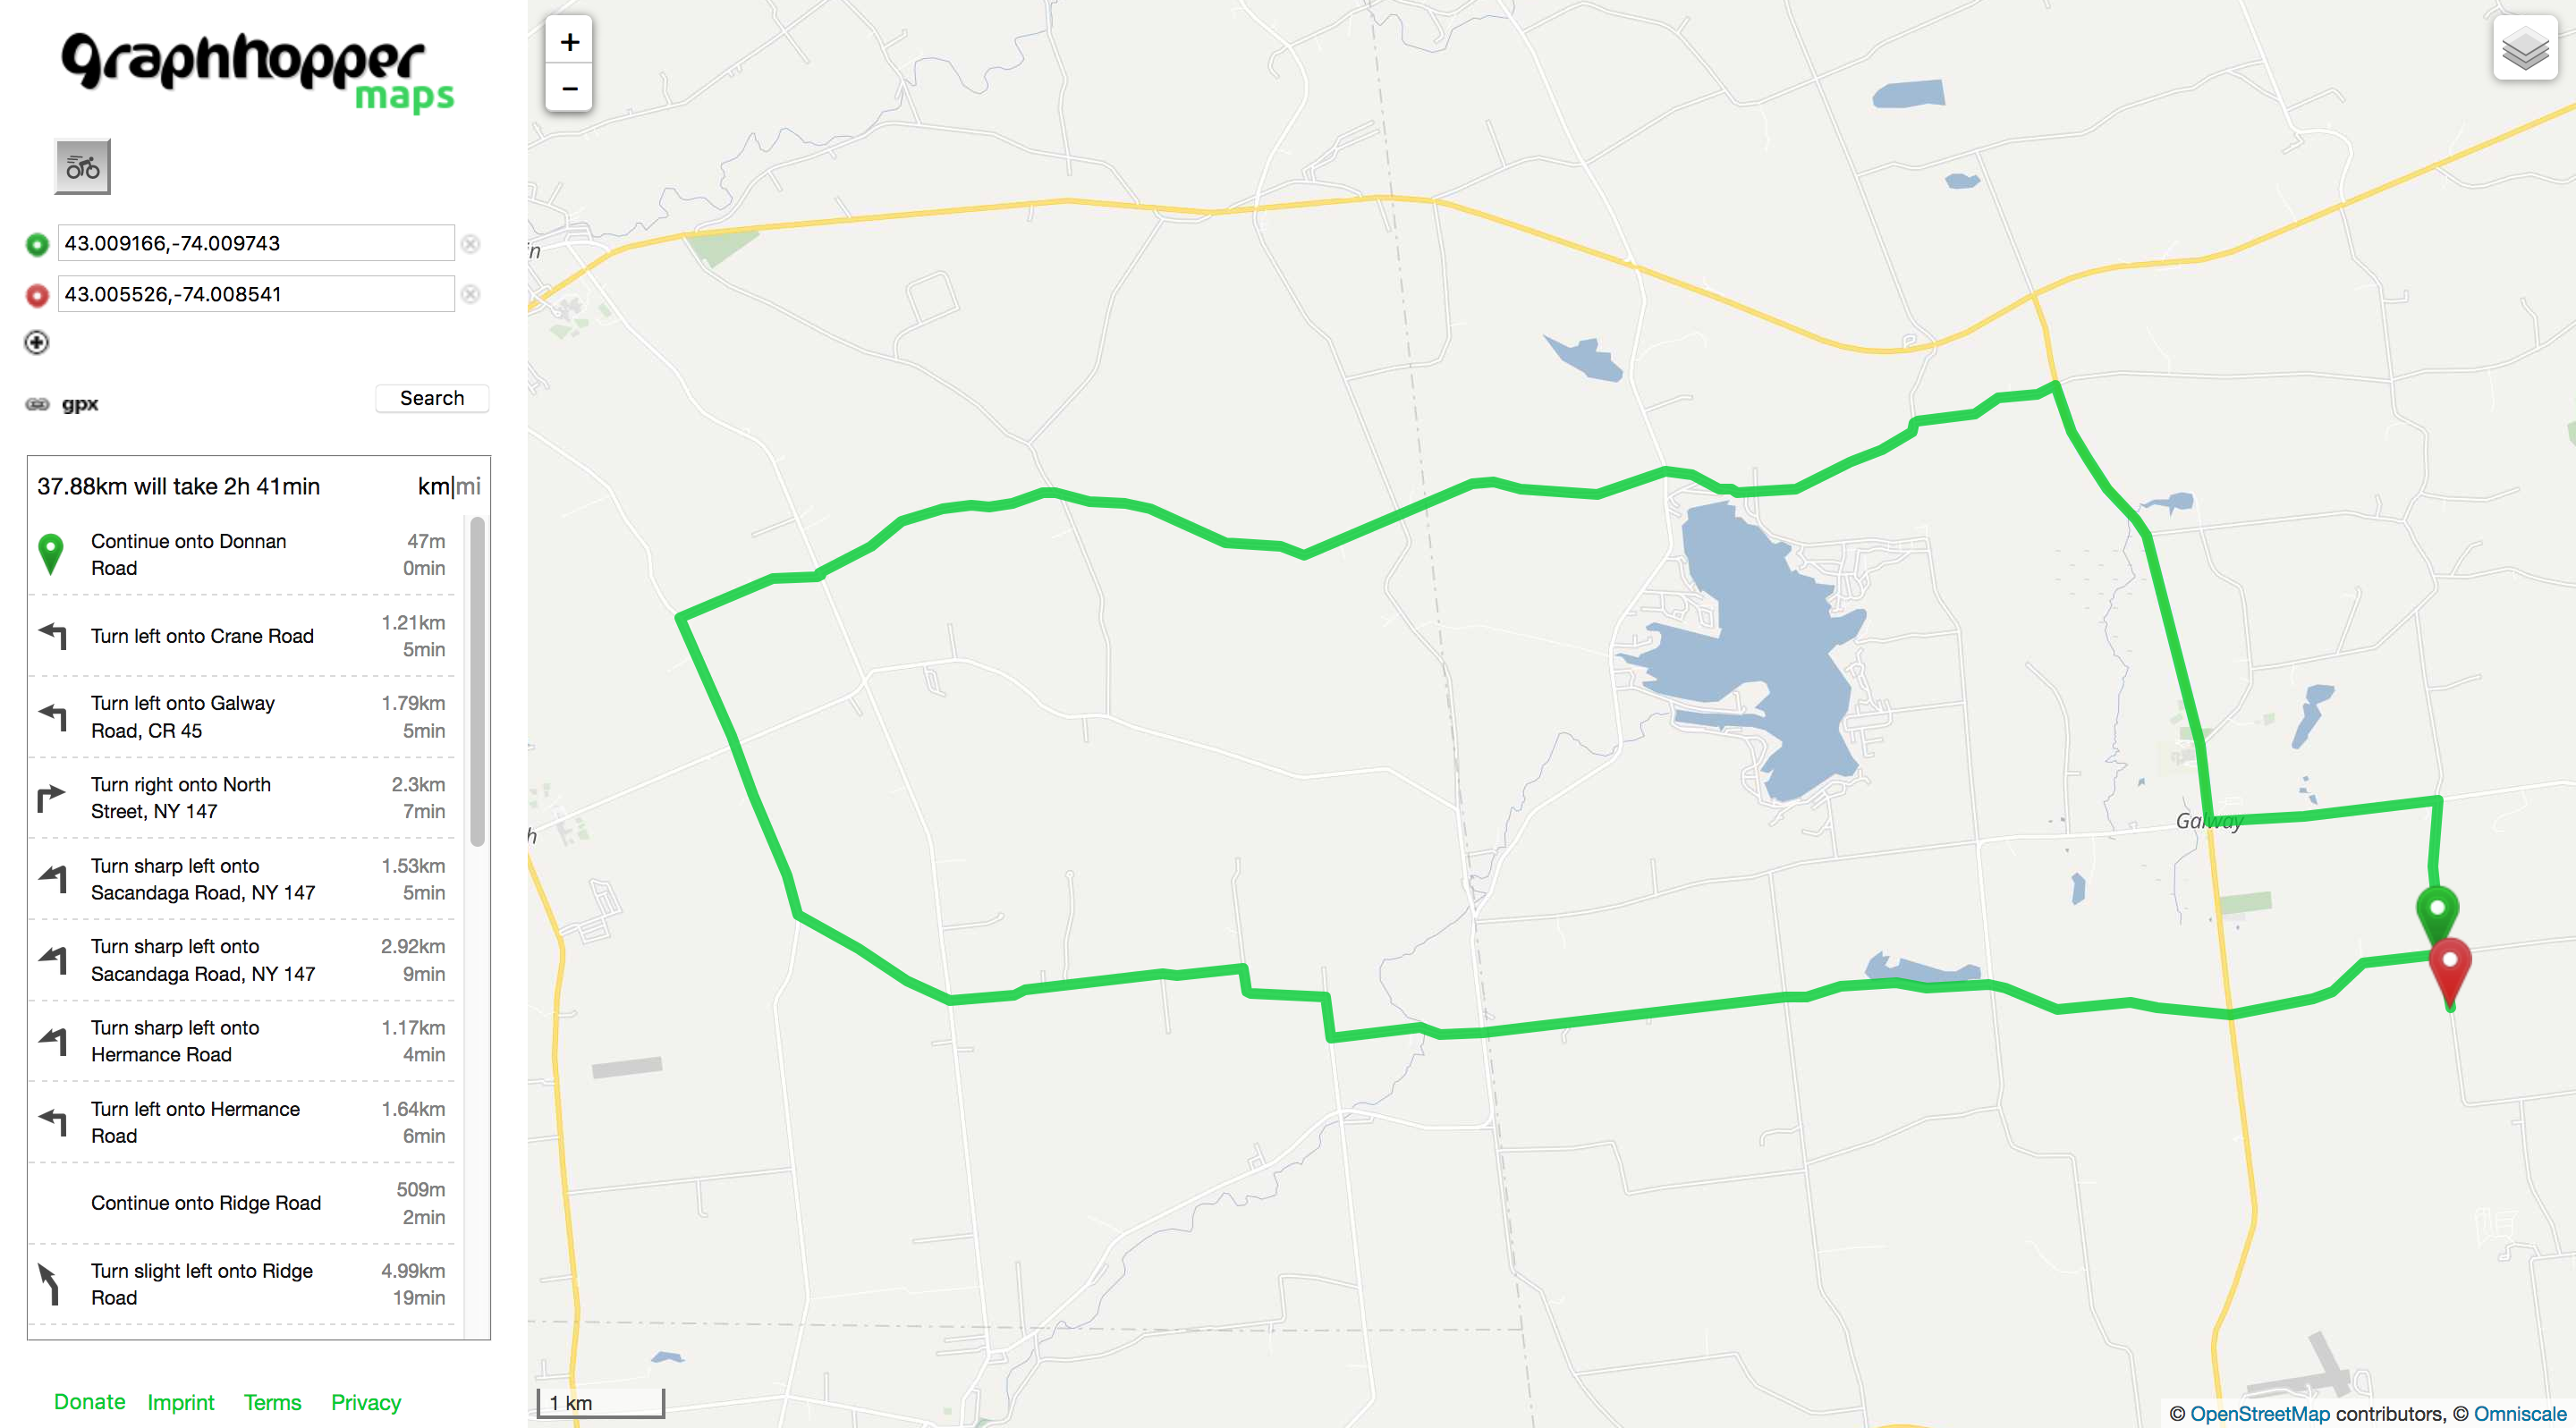 graphhopper
maps
43.009166,-74.009743
43.005526,-74.008541
gpx
Search
37.88km will take 2h 41min
km|mi
Continue onto Donnan
Road
47m
0min
Turn left onto Crane Road
1.21km
5min
Turn left onto Galway
Road, CR 45
1.79km
5min
Turn right onto North
Street, NY 147
2.3km
7min
Turn sharp left onto
Sacandaga Road, NY 147
1.53km
5min
Turn sharp left onto
Sacandaga Road, NY 147
2.92km
9min
Turn sharp left onto
Hermance Road
1.17km
4min
Turn left onto Hermance
Road
1.64km
6min
Continue onto Ridge Road
509m
2min
Turn slight left onto Ridge
Road
4.99km
19min
Donate Imprint Terms Privacy
+
−
in
h
Galway
1 km
© OpenStreetMap contributors, © Omniscale